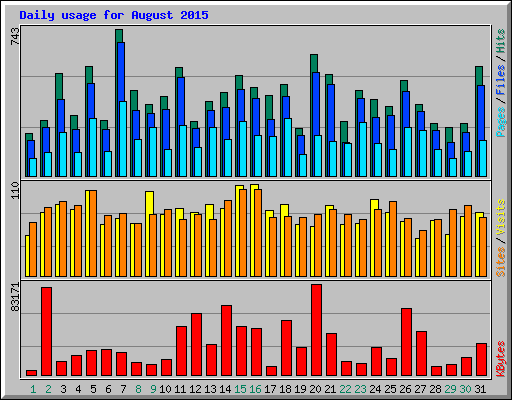 Daily usage for August 2015
743
Pages / Files / Hits
110
Sites / Visits
83171
KBytes
1 2 3 4 5 6 7 8 9 10 11 12 13 14 15 16 17 18 19 20 21 22 23 24 25 26 27 28 29 30 31